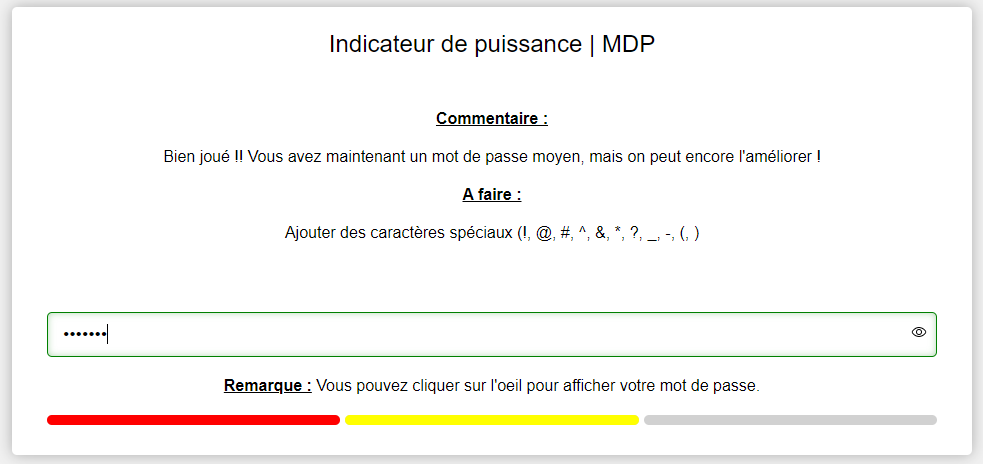 Indicateur de puissance | MDP
Commentaire :
Bien joué !! Vous avez maintenant un mot de passe moyen, mais on peut encore l'améliorer !
A faire :
Ajouter des caractères spéciaux (!, @, #, ^, &, *, ?, _, -, (, )
•••••••
Remarque : Vous pouvez cliquer sur l'oeil pour afficher votre mot de passe.